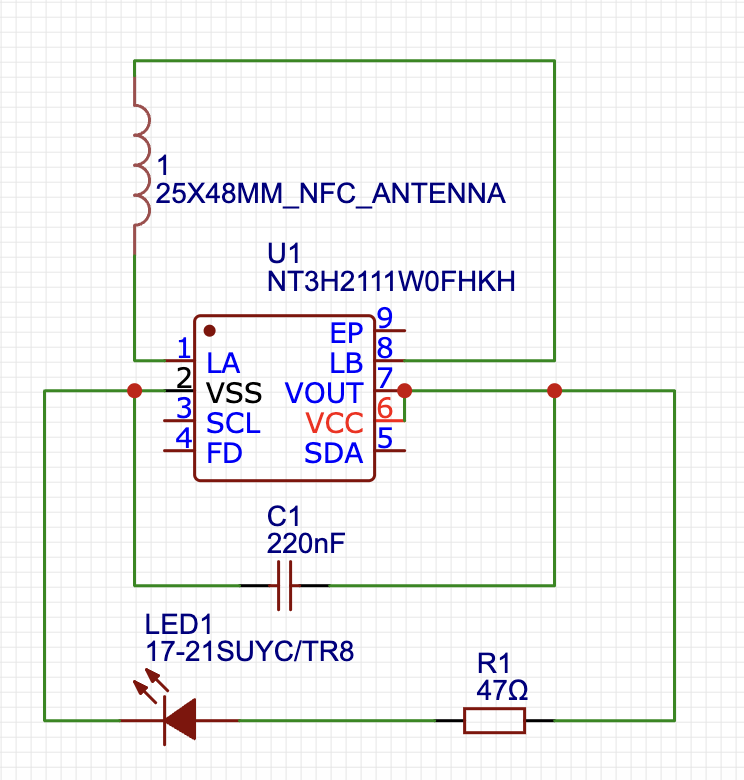 1
25X48MM_NFC_ANTENNA
U1
NT3H2111W0FHKH
EP 9
1 LA LB 8
2 VSS VOUT 7
3 SCL VCC 6
4 FD SDA 5
C1
220nF
LED1
17-21SUYC/TR8
R1
47Ω